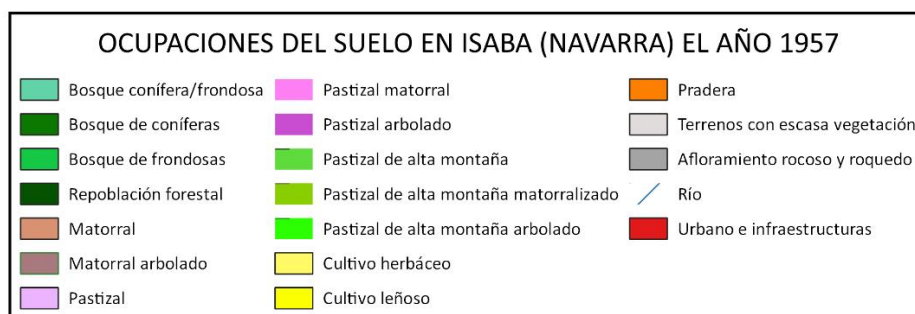 OCUPACIONES DEL SUELO EN ISABA (NAVARRA) EL AÑO 1957
Bosque conífera/frondosa
Bosque de coníferas
Bosque de frondosas
Repoblación forestal
Matorral
Matorral arbolado
Pastizal
Pastizal matorral
Pastizal arbolado
Pastizal de alta montaña
Pastizal de alta montaña matorralizado
Pastizal de alta montaña arbolado
Cultivo herbáceo
Cultivo leñoso
Pradera
Terrenos con escasa vegetación
Afloramiento rocoso y roquedo
Río
Urbano e infraestructuras